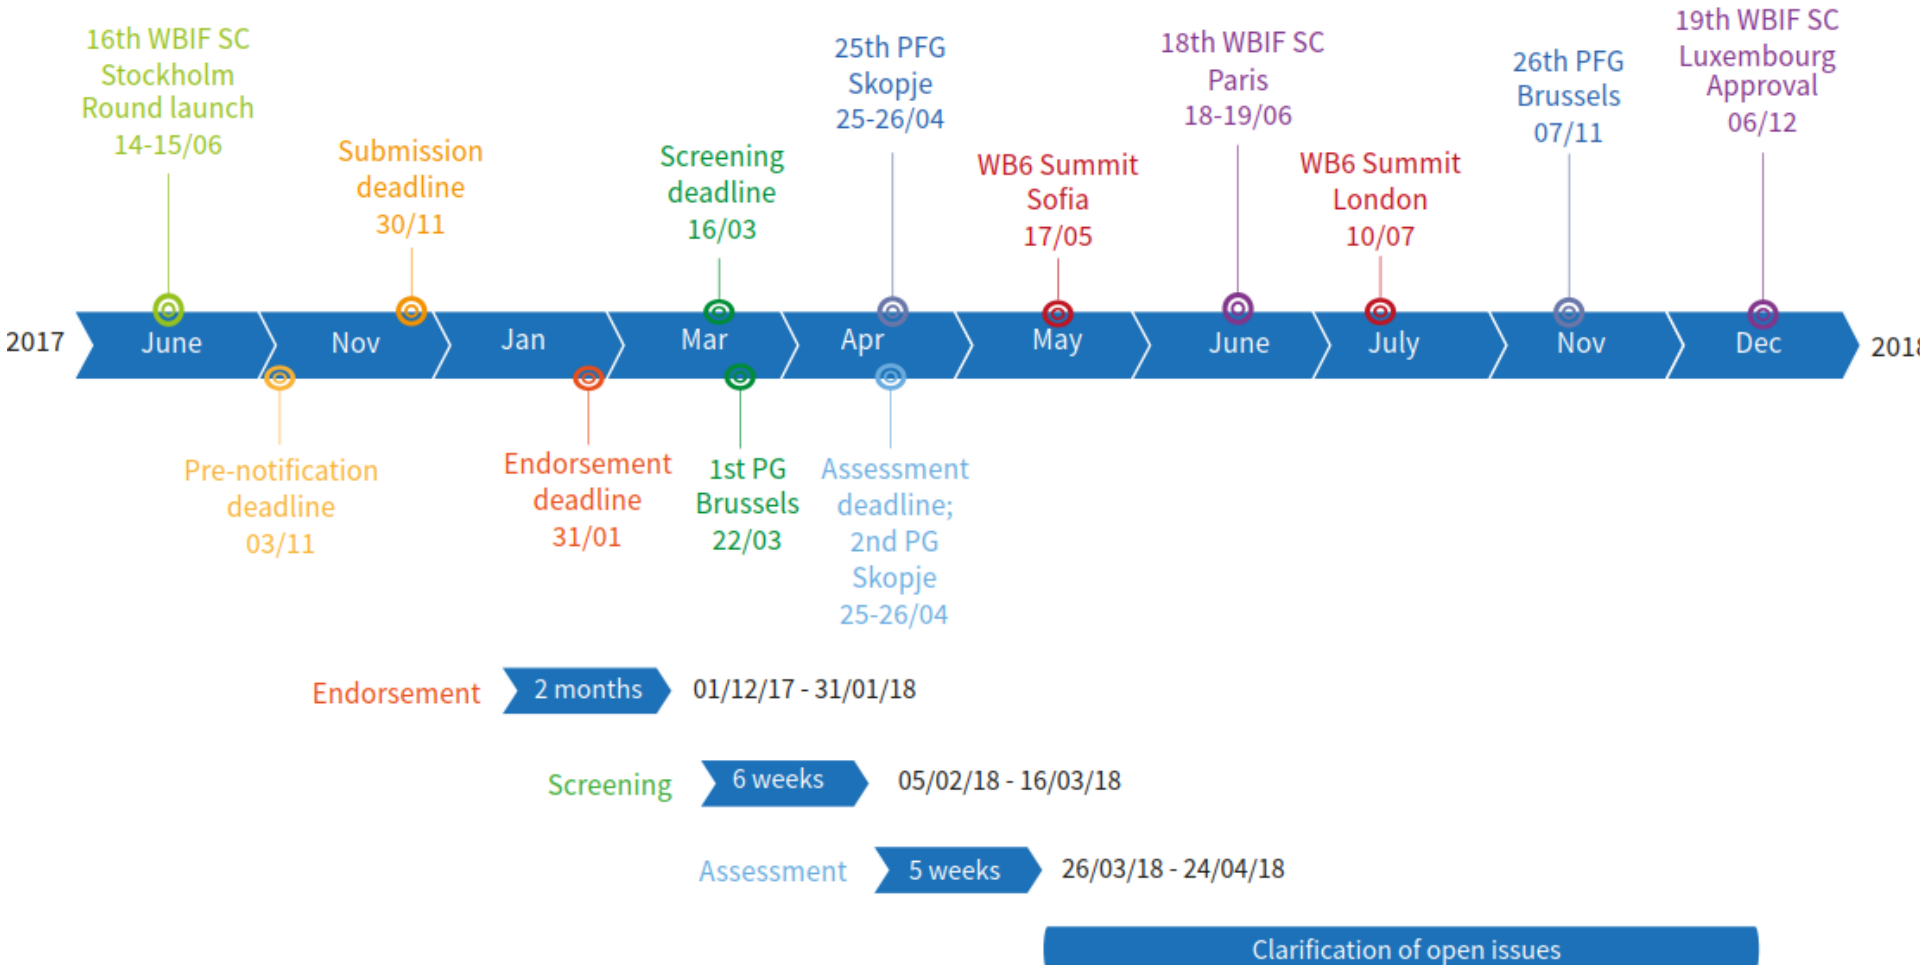 16th WBIF SC
Stockholm
Round launch
14-15/06
Submission
deadline
30/11
Screening
deadline
16/03
25th PFG
Skopje
25-26/04
WB6 Summit
Sofia
17/05
18th WBIF SC
Paris
18-19/06
WB6 Summit
London
10/07
26th PFG
Brussels
07/11
19th WBIF SC
Luxembourg
Approval
06/12
2017
June
Nov
Jan
Mar
Apr
May
June
July
Nov
Dec
2018
Pre-notification
deadline
03/11
Endorsement
deadline
31/01
1st PG
Brussels
22/03
Assessment
deadline;
2nd PG
Skopje
25-26/04
Endorsement
2 months
01/12/17 - 31/01/18
Screening
6 weeks
05/02/18 - 16/03/18
Assessment
5 weeks
26/03/18 - 24/04/18
Clarification of open issues